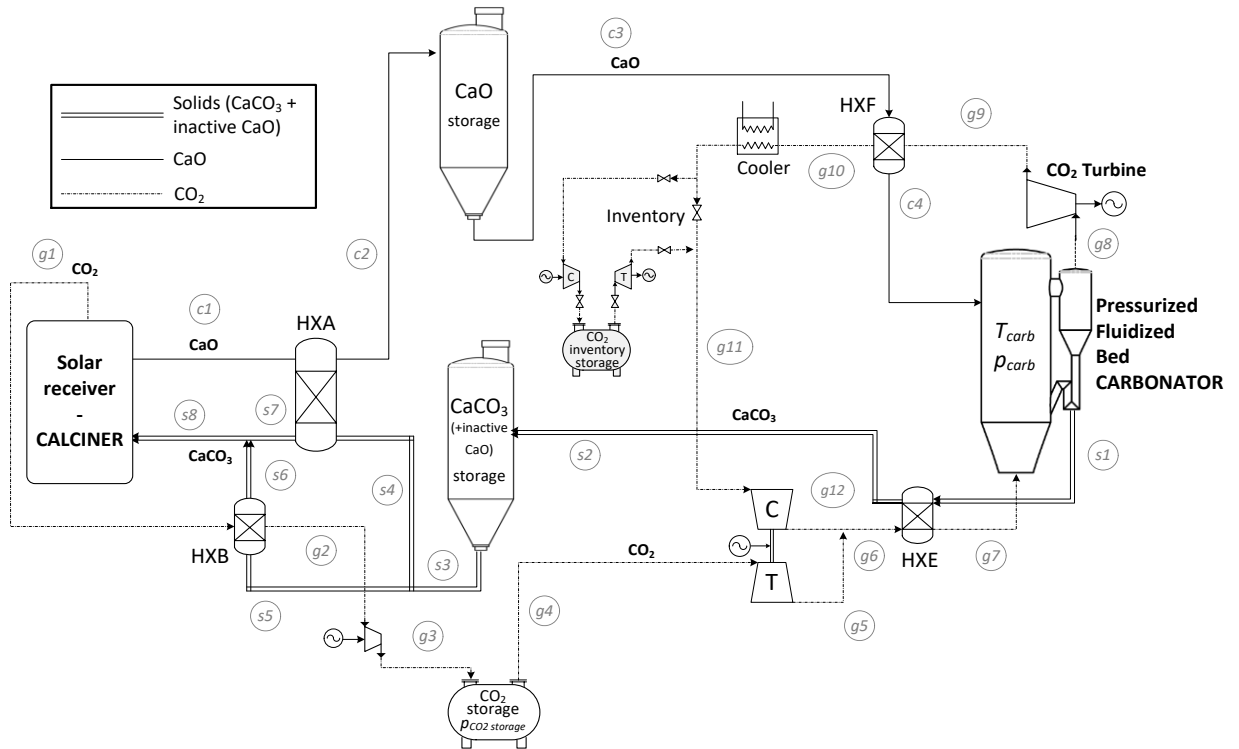 Solids (CaCO3 +
inactive CaO)
CaO
CO2
c3
CaO
CaO
storage
HXF
g9
Cooler
g10
CO2 Turbine
c4
g8
Inventory
c2
g1
CO2
c1
CaO
HXA
C
T
CO2
inventory
storage
g11
Tcarb
pcarb
Pressurized
Fluidized
Bed
CARBONATOR
Solar
receiver
-
CALCINER
s8
s7
CaCO3
s6
s4
CaCO3
(+inactive
CaO)
storage
CaCO3
s2
s1
HXB
g2
s3
s5
CO2
C
T
g12
g6
HXE
g7
g5
g4
g3
CO2
storage
pCO2 storage